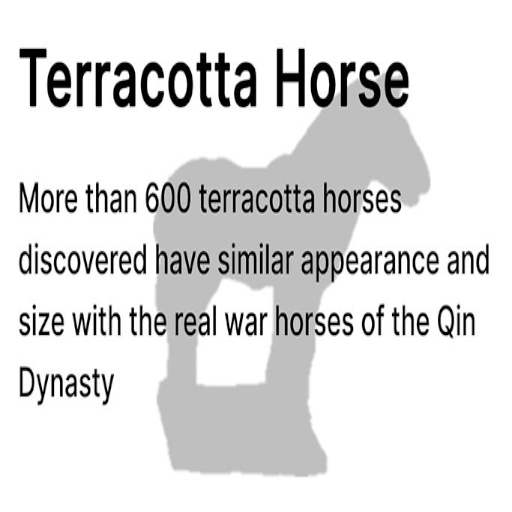 Terracotta Horse
More than 600 terracotta horses
discovered have similar appearance and
size with the real war horses of the Qin
Dynasty